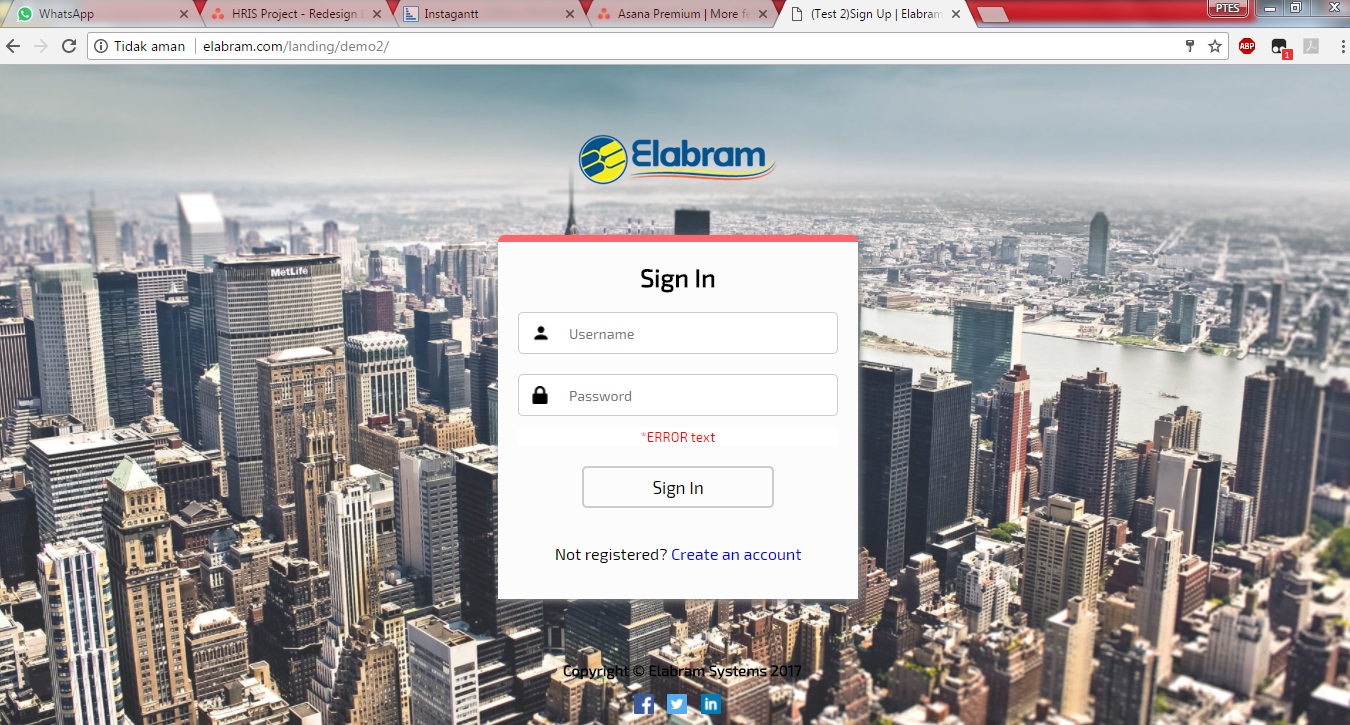 WhatsApp
HRIS Project - Redesign
Instagantt
Asana Premium | More fe
(Test 2)Sign Up | Elabram
PTES
Tidak aman
elabram.com/landing/demo2/
ABP
1
Elabram
MetLife
Sign In
Username
Password
*ERROR text
Sign In
Not registered? Create an account
Copyright © Elabram Systems 2017